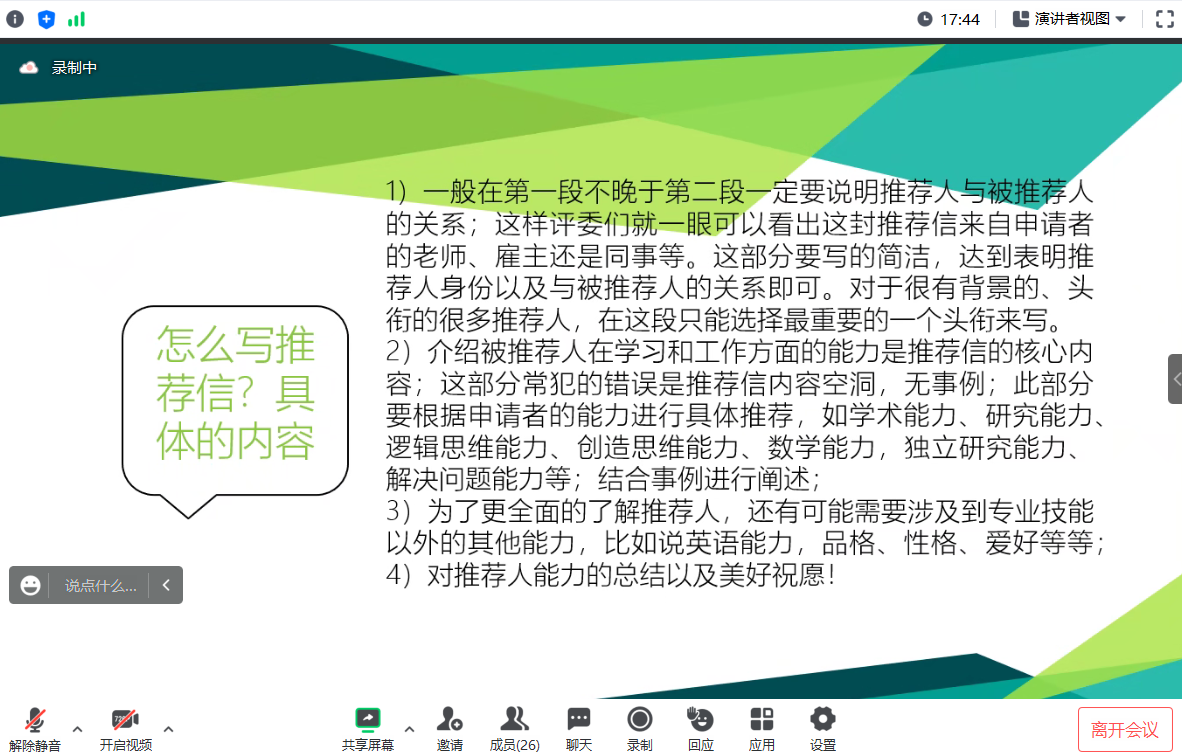 17:44
演讲者视图
录制中
怎么写推
荐信？具
体的内容
1）一般在第一段不晚于第二段一定要说明推荐人与被推荐人
的关系；这样评委们就一眼可以看出这封推荐信来自申请者
的老师、雇主还是同事等。这部分要写的简洁，达到表明推
荐人身份以及与被推荐人的关系即可。对于很有背景的、头
衔的很多推荐人，在这段只能选择最重要的一个头衔来写。
2）介绍被推荐人在学习和工作方面的能力是推荐信的核心内
容；这部分常犯的错误是推荐信内容空洞，无事例；此部分
要根据申请者的能力进行具体推荐，如学术能力、研究能力、
逻辑思维能力、创造思维能力、数学能力，独立研究能力、
解决问题能力等；结合事例进行阐述；
3）为了更全面的了解推荐人，还有可能需要涉及到专业技能
以外的其他能力，比如说英语能力，品格、性格、爱好等等；
4）对推荐人能力的总结以及美好祝愿！
说点什么...
720
解除静音
开启视频
共享屏幕
邀请
成员(26)
聊天
录制
回应
应用
设置
离开会议